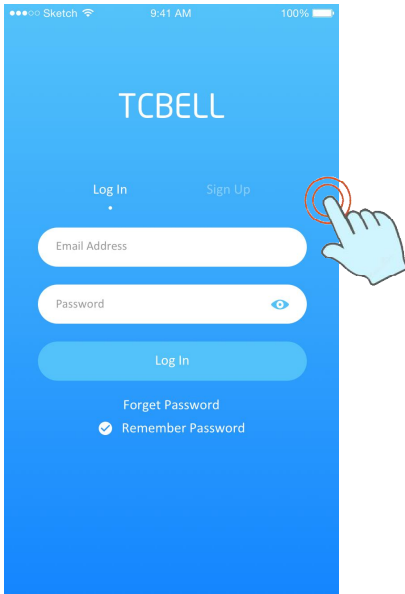 Sketch 9:41 AM 100%
TCBELL
Log In Sign Up
Email Address
Password
Log In
Forget Password
Remember Password